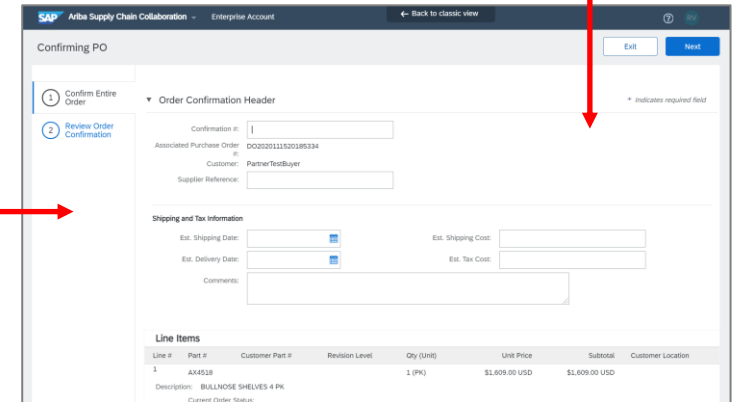 SAP Ariba Supply Chain Collaboration Enterprise Account ← Back to classic view ? RV
Confirming PO Exit Next
1 Confirm Entire Order
2 Review Order Confirmation
▼ Order Confirmation Header * Indicates required field
Confirmation #:
Associated Purchase Order #: DO2020111520185334
Customer: PartnerTestBuyer
Supplier Reference:
Shipping and Tax Information
Est. Shipping Date: Est. Shipping Cost:
Est. Delivery Date: Est. Tax Cost:
Comments:
Line Items
Line # Part # Customer Part # Revision Level Qty (Unit) Unit Price Subtotal Customer Location
1 AX4518 1 (PK) $1,609.00 USD $1,609.00 USD
Description: BULLNOSE SHELVES 4 PK
Current Order Status: